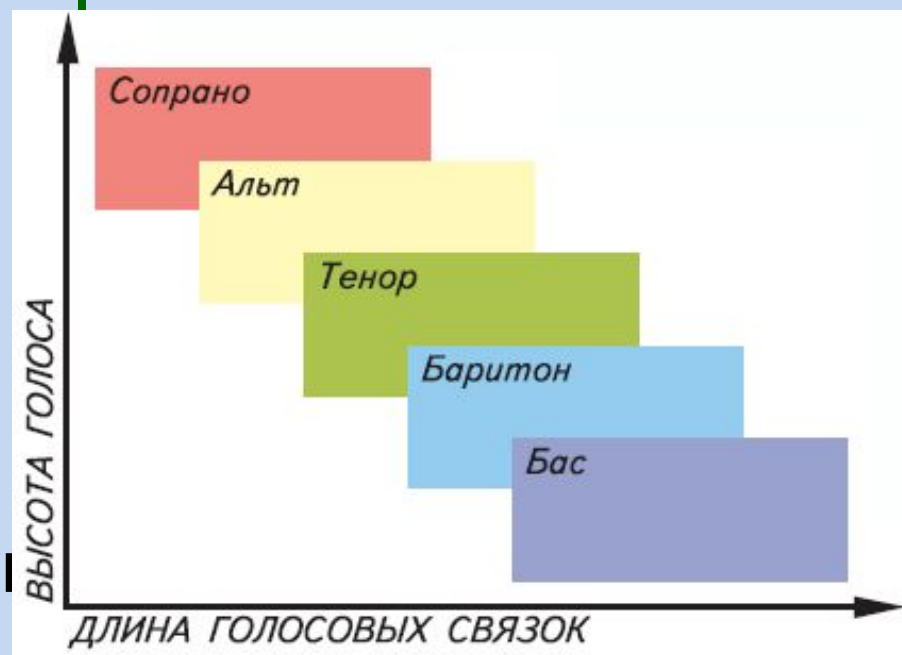 Сопрано
Альт
Тенор
Баритон
Бас
ВЫСОТА ГОЛОСА
ДЛИНА ГОЛОСОВЫХ СВЯЗОК